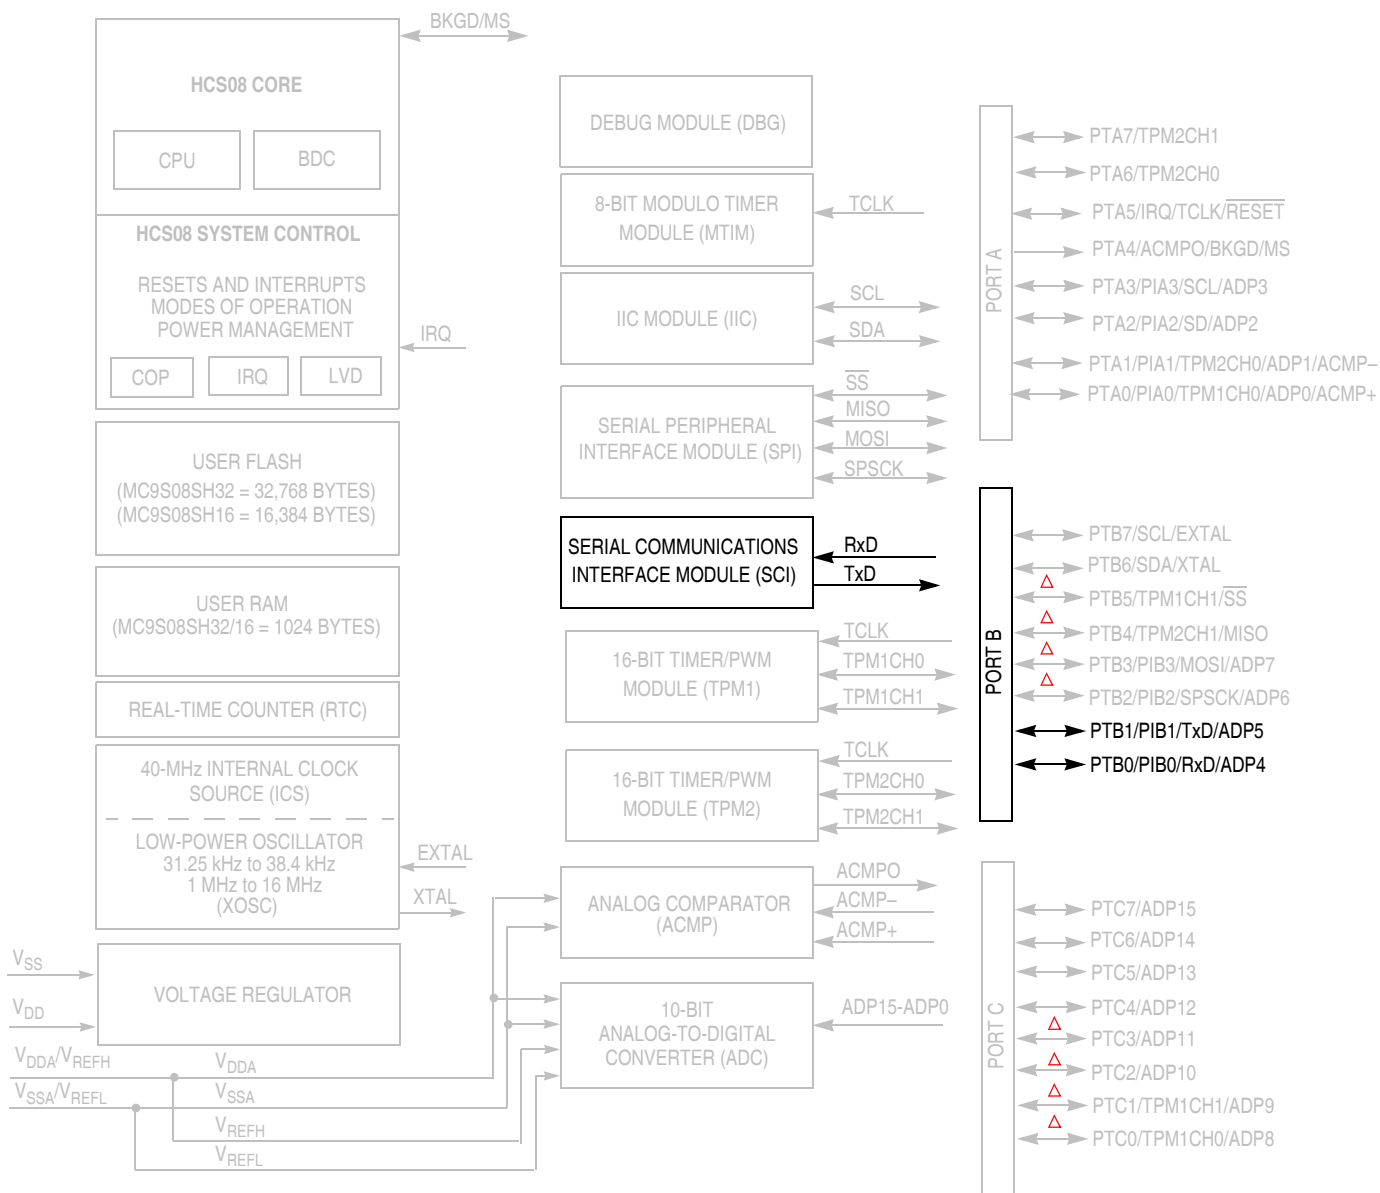 BKGD/MS
HCS08 CORE
CPU
BDC
HCS08 SYSTEM CONTROL
RESETS AND INTERRUPTS
MODES OF OPERATION
POWER MANAGEMENT
IRQ
COP
IRQ
LVD
USER FLASH
(MC9S08SH32 = 32,768 BYTES)
(MC9S08SH16 = 16,384 BYTES)
USER RAM
(MC9S08SH32/16 = 1024 BYTES)
REAL-TIME COUNTER (RTC)
40-MHz INTERNAL CLOCK
SOURCE (ICS)
LOW-POWER OSCILLATOR
31.25 kHz to 38.4 kHz
1 MHz to 16 MHz
(XOSC)
EXTAL
XTAL
VSS
VDD
VOLTAGE REGULATOR
VDDA/VREFH
VSSA/VREFL
VDDA
VSSA
VREFH
VREFL
DEBUG MODULE (DBG)
8-BIT MODULO TIMER
MODULE (MTIM)
TCLK
IIC MODULE (IIC)
SCL
SDA
SERIAL PERIPHERAL
INTERFACE MODULE (SPI)
SS
MISO
MOSI
SPSCK
SERIAL COMMUNICATIONS
INTERFACE MODULE (SCI)
RxD
TxD
16-BIT TIMER/PWM
MODULE (TPM1)
TCLK
TPM1CH0
TPM1CH1
16-BIT TIMER/PWM
MODULE (TPM2)
TCLK
TPM2CH0
TPM2CH1
ANALOG COMPARATOR
(ACMP)
ACMPO
ACMP–
ACMP+
10-BIT
ANALOG-TO-DIGITAL
CONVERTER (ADC)
ADP15-ADP0
PORT A
PTA7/TPM2CH1
PTA6/TPM2CH0
PTA5/IRQ/TCLK/RESET
PTA4/ACMPO/BKGD/MS
PTA3/PIA3/SCL/ADP3
PTA2/PIA2/SD/ADP2
PTA1/PIA1/TPM2CH0/ADP1/ACMP–
PTA0/PIA0/TPM1CH0/ADP0/ACMP+
PORT B
PTB7/SCL/EXTAL
PTB6/SDA/XTAL
PTB5/TPM1CH1/SS
PTB4/TPM2CH1/MISO
PTB3/PIB3/MOSI/ADP7
PTB2/PIB2/SPSCK/ADP6
PTB1/PIB1/TxD/ADP5
PTB0/PIB0/RxD/ADP4
PORT C
PTC7/ADP15
PTC6/ADP14
PTC5/ADP13
PTC4/ADP12
PTC3/ADP11
PTC2/ADP10
PTC1/TPM1CH1/ADP9
PTC0/TPM1CH0/ADP8